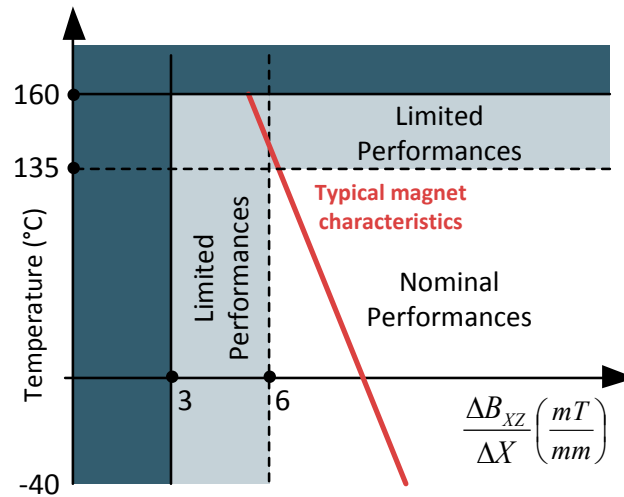 160
135
-40
Temperature (°C)
Limited
Performances
Typical magnet
characteristics
Limited
Performances
Nominal
Performances
3
6
ΔB_XZ
ΔX
(mT
mm)